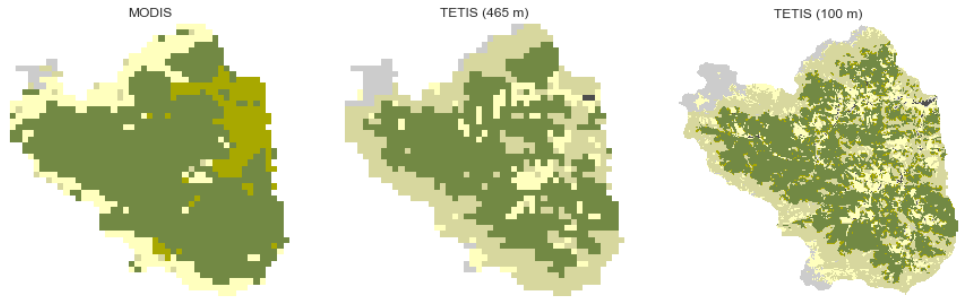 MODIS
TETIS (465 m)
TETIS (100 m)